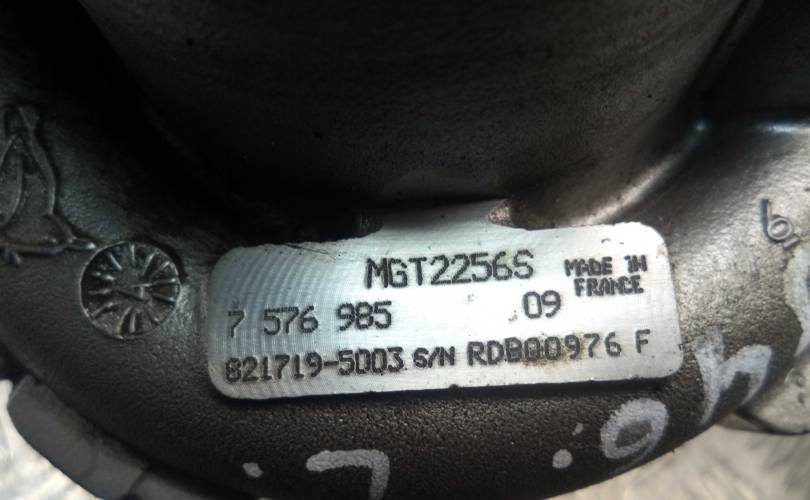 MGT2256S MADE IN
FRANCE
7 576 985 09
821719-5003 S/N RDB00976 F